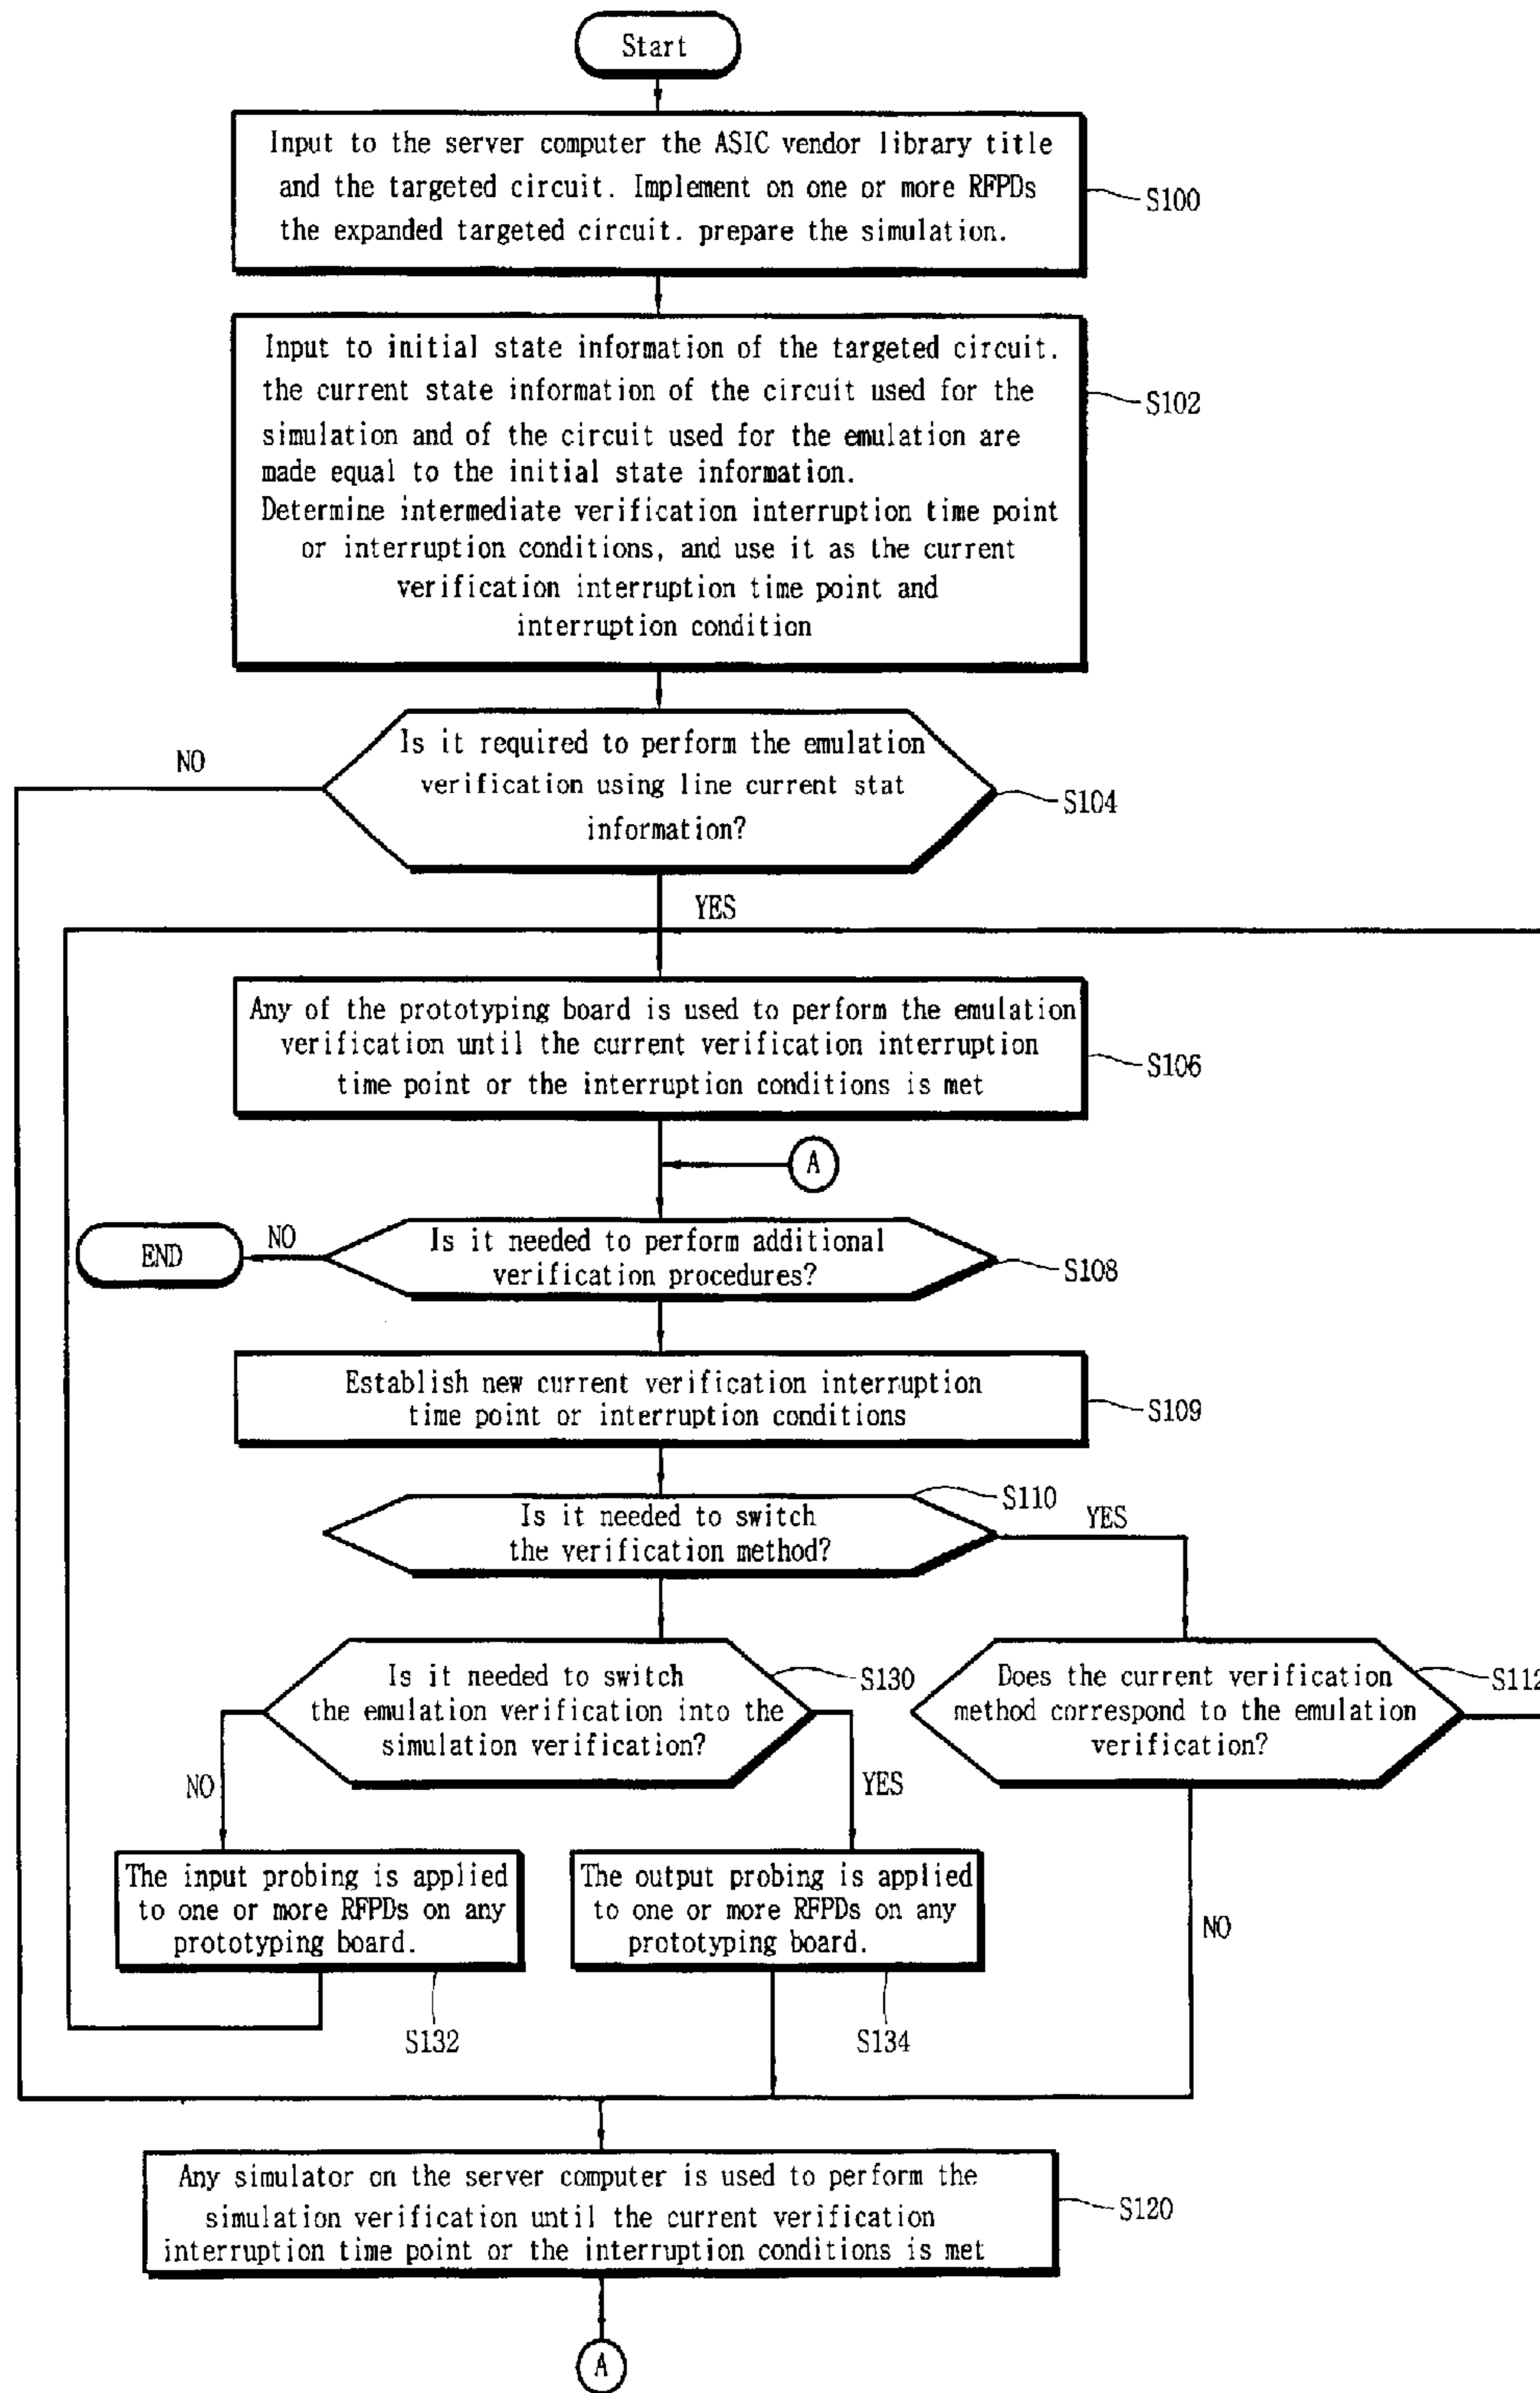 Start
Input to the server computer the ASIC vendor library title
and the targeted circuit. Implement on one or more RFPDs
the expanded targeted circuit. prepare the simulation.
S100
Input to initial state information of the targeted circuit.
the current state information of the circuit used for the
simulation and of the circuit used for the emulation are
made equal to the initial state information.
Determine intermediate verification interruption time point
or interruption conditions, and use it as the current
verification interruption time point and
interruption condition
S102
Is it required to perform the emulation
verification using line current stat
information?
S104
NO
YES
Any of the prototyping board is used to perform the emulation
verification until the current verification interruption
time point or the interruption conditions is met
S106
A
Is it needed to perform additional
verification procedures?
S108
NO
END
Establish new current verification interruption
time point or interruption conditions
S109
Is it needed to switch
the verification method?
S110
YES
Is it needed to switch
the emulation verification into the
simulation verification?
S130
Does the current verification
method correspond to the emulation
verification?
S112
NO
YES
The input probing is applied
to one or more RFPDs on any
prototyping board.
S132
The output probing is applied
to one or more RFPDs on any
prototyping board.
S134
NO
Any simulator on the server computer is used to perform the
simulation verification until the current verification
interruption time point or the interruption conditions is met
S120
A